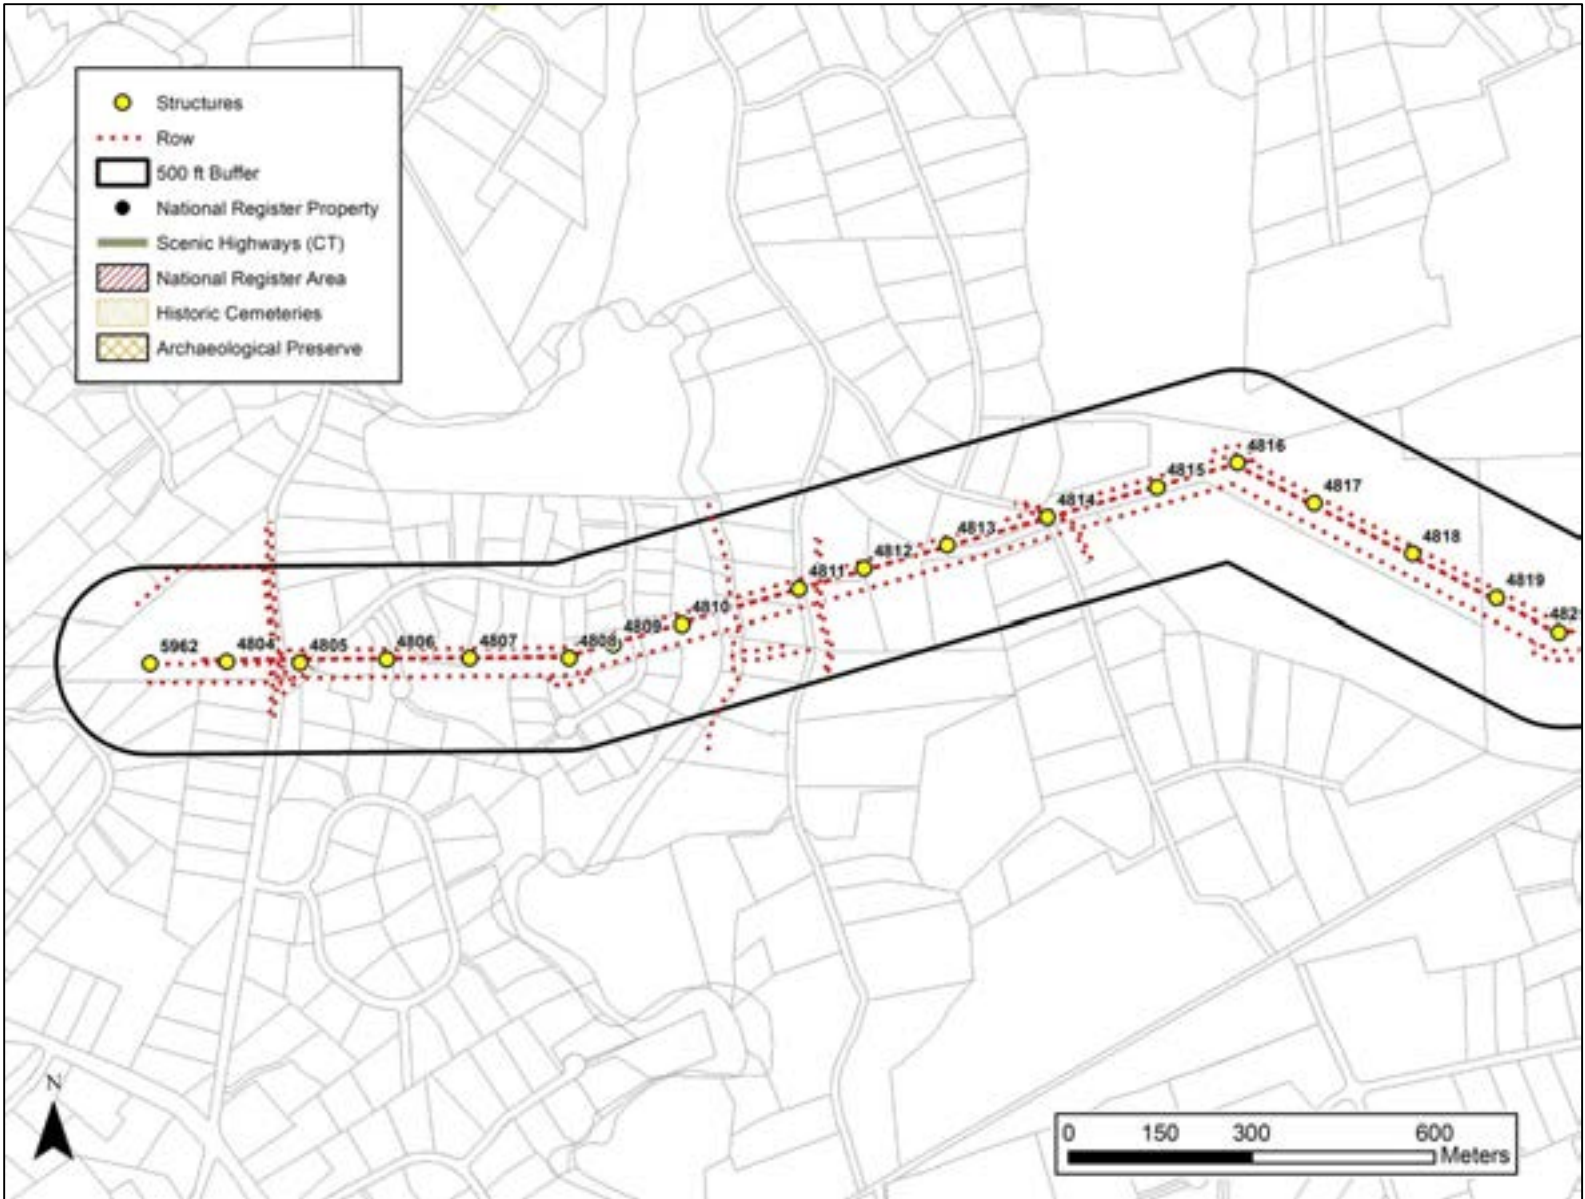 Structures
Row
500 ft Buffer
National Register Property
Scenic Highways (CT)
National Register Area
Historic Cemeteries
Archaeological Preserve
4816
4815
4817
4814
4818
4813
4812
4811
4819
4810
4809
4808
4807
4806
4805
4804
5962
N
0 150 300 600
Meters